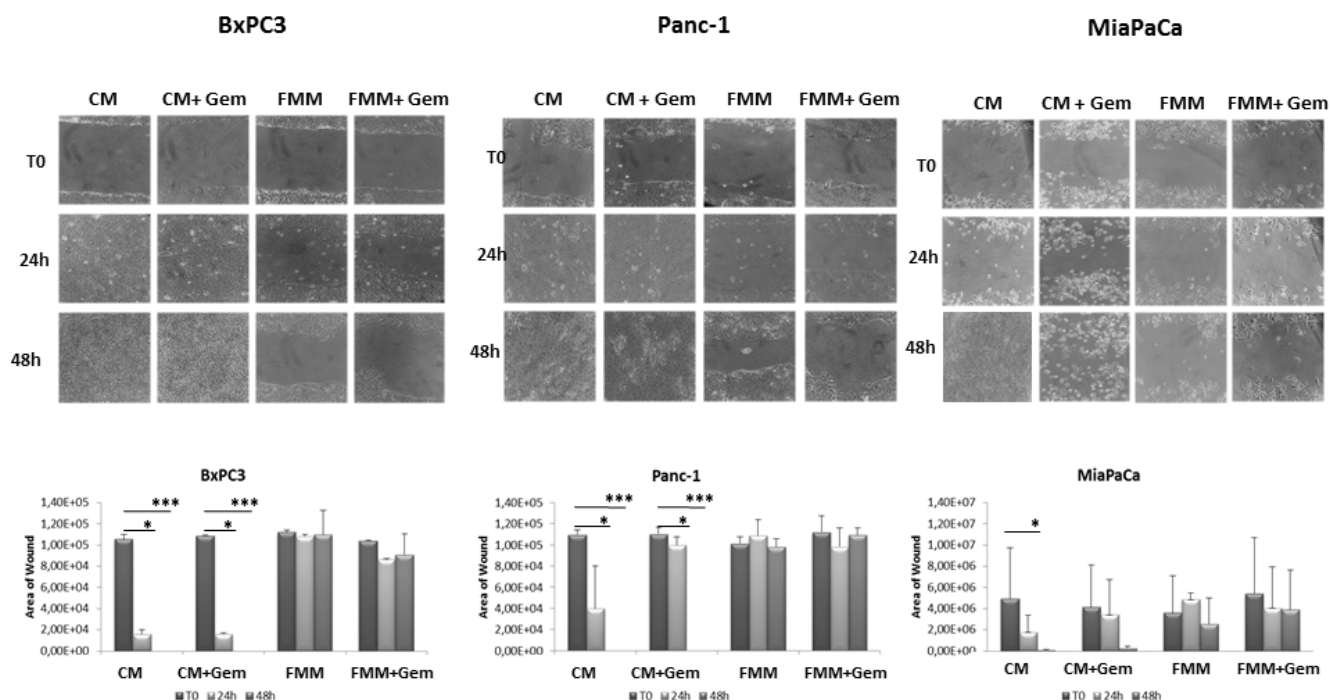 BxPC3 Panc-1 MiaPaCa
CM CM+ Gem FMM FMM+ Gem CM CM + Gem FMM FMM+ Gem CM CM + Gem FMM FMM+ Gem
T0 T0 T0
24h 24h 24h
48h 48h 48h
BxPC3
Area of Wound
1,40E+05
1,20E+05
1,00E+05
8,00E+04
6,00E+04
4,00E+04
2,00E+04
0,00E+00
*** ***
* *
CM CM+Gem FMM FMM+Gem
T0 24h 48h
Panc-1
Area of Wound
1,40E+05
1,20E+05
1,00E+05
8,00E+04
6,00E+04
4,00E+04
2,00E+04
0,00E+00
*** ***
* *
CM CM+Gem FMM FMM+Gem
T0 24h 48h
MiaPaCa
Area of Wound
1,40E+07
1,20E+07
1,00E+07
8,00E+06
6,00E+06
4,00E+06
2,00E+06
*
CM CM+Gem FMM FMM+Gem
T0 24h 48h